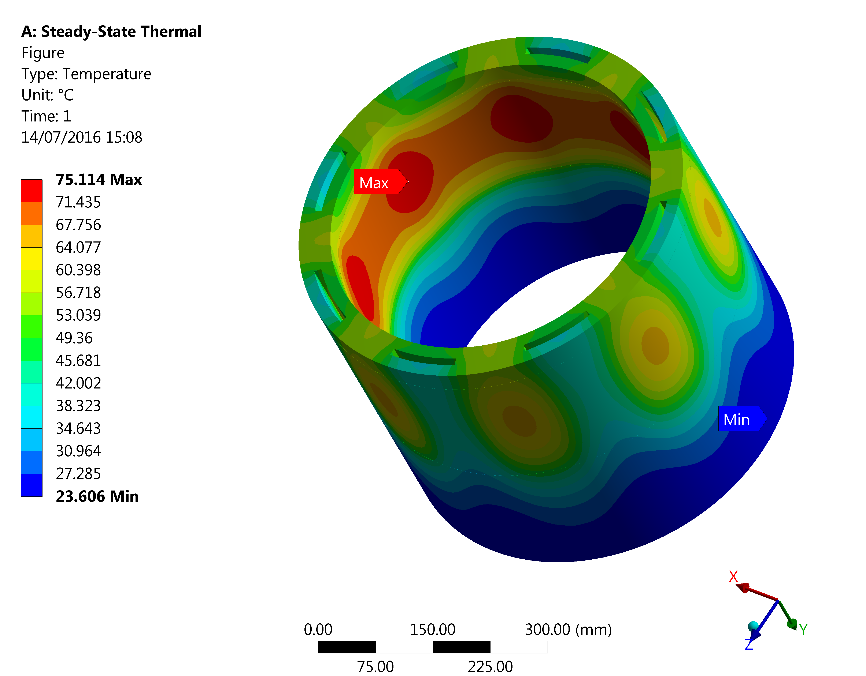 A: Steady-State Thermal
Figure
Type: Temperature
Unit: °C
Time: 1
14/07/2016 15:08
75.114 Max
71.435
67.756
64.077
60.398
56.718
53.039
49.36
45.681
42.002
38.323
34.643
30.964
27.285
23.606 Min
Max
Min
0.00 150.00 300.00 (mm)
75.00 225.00
X
Y
Z